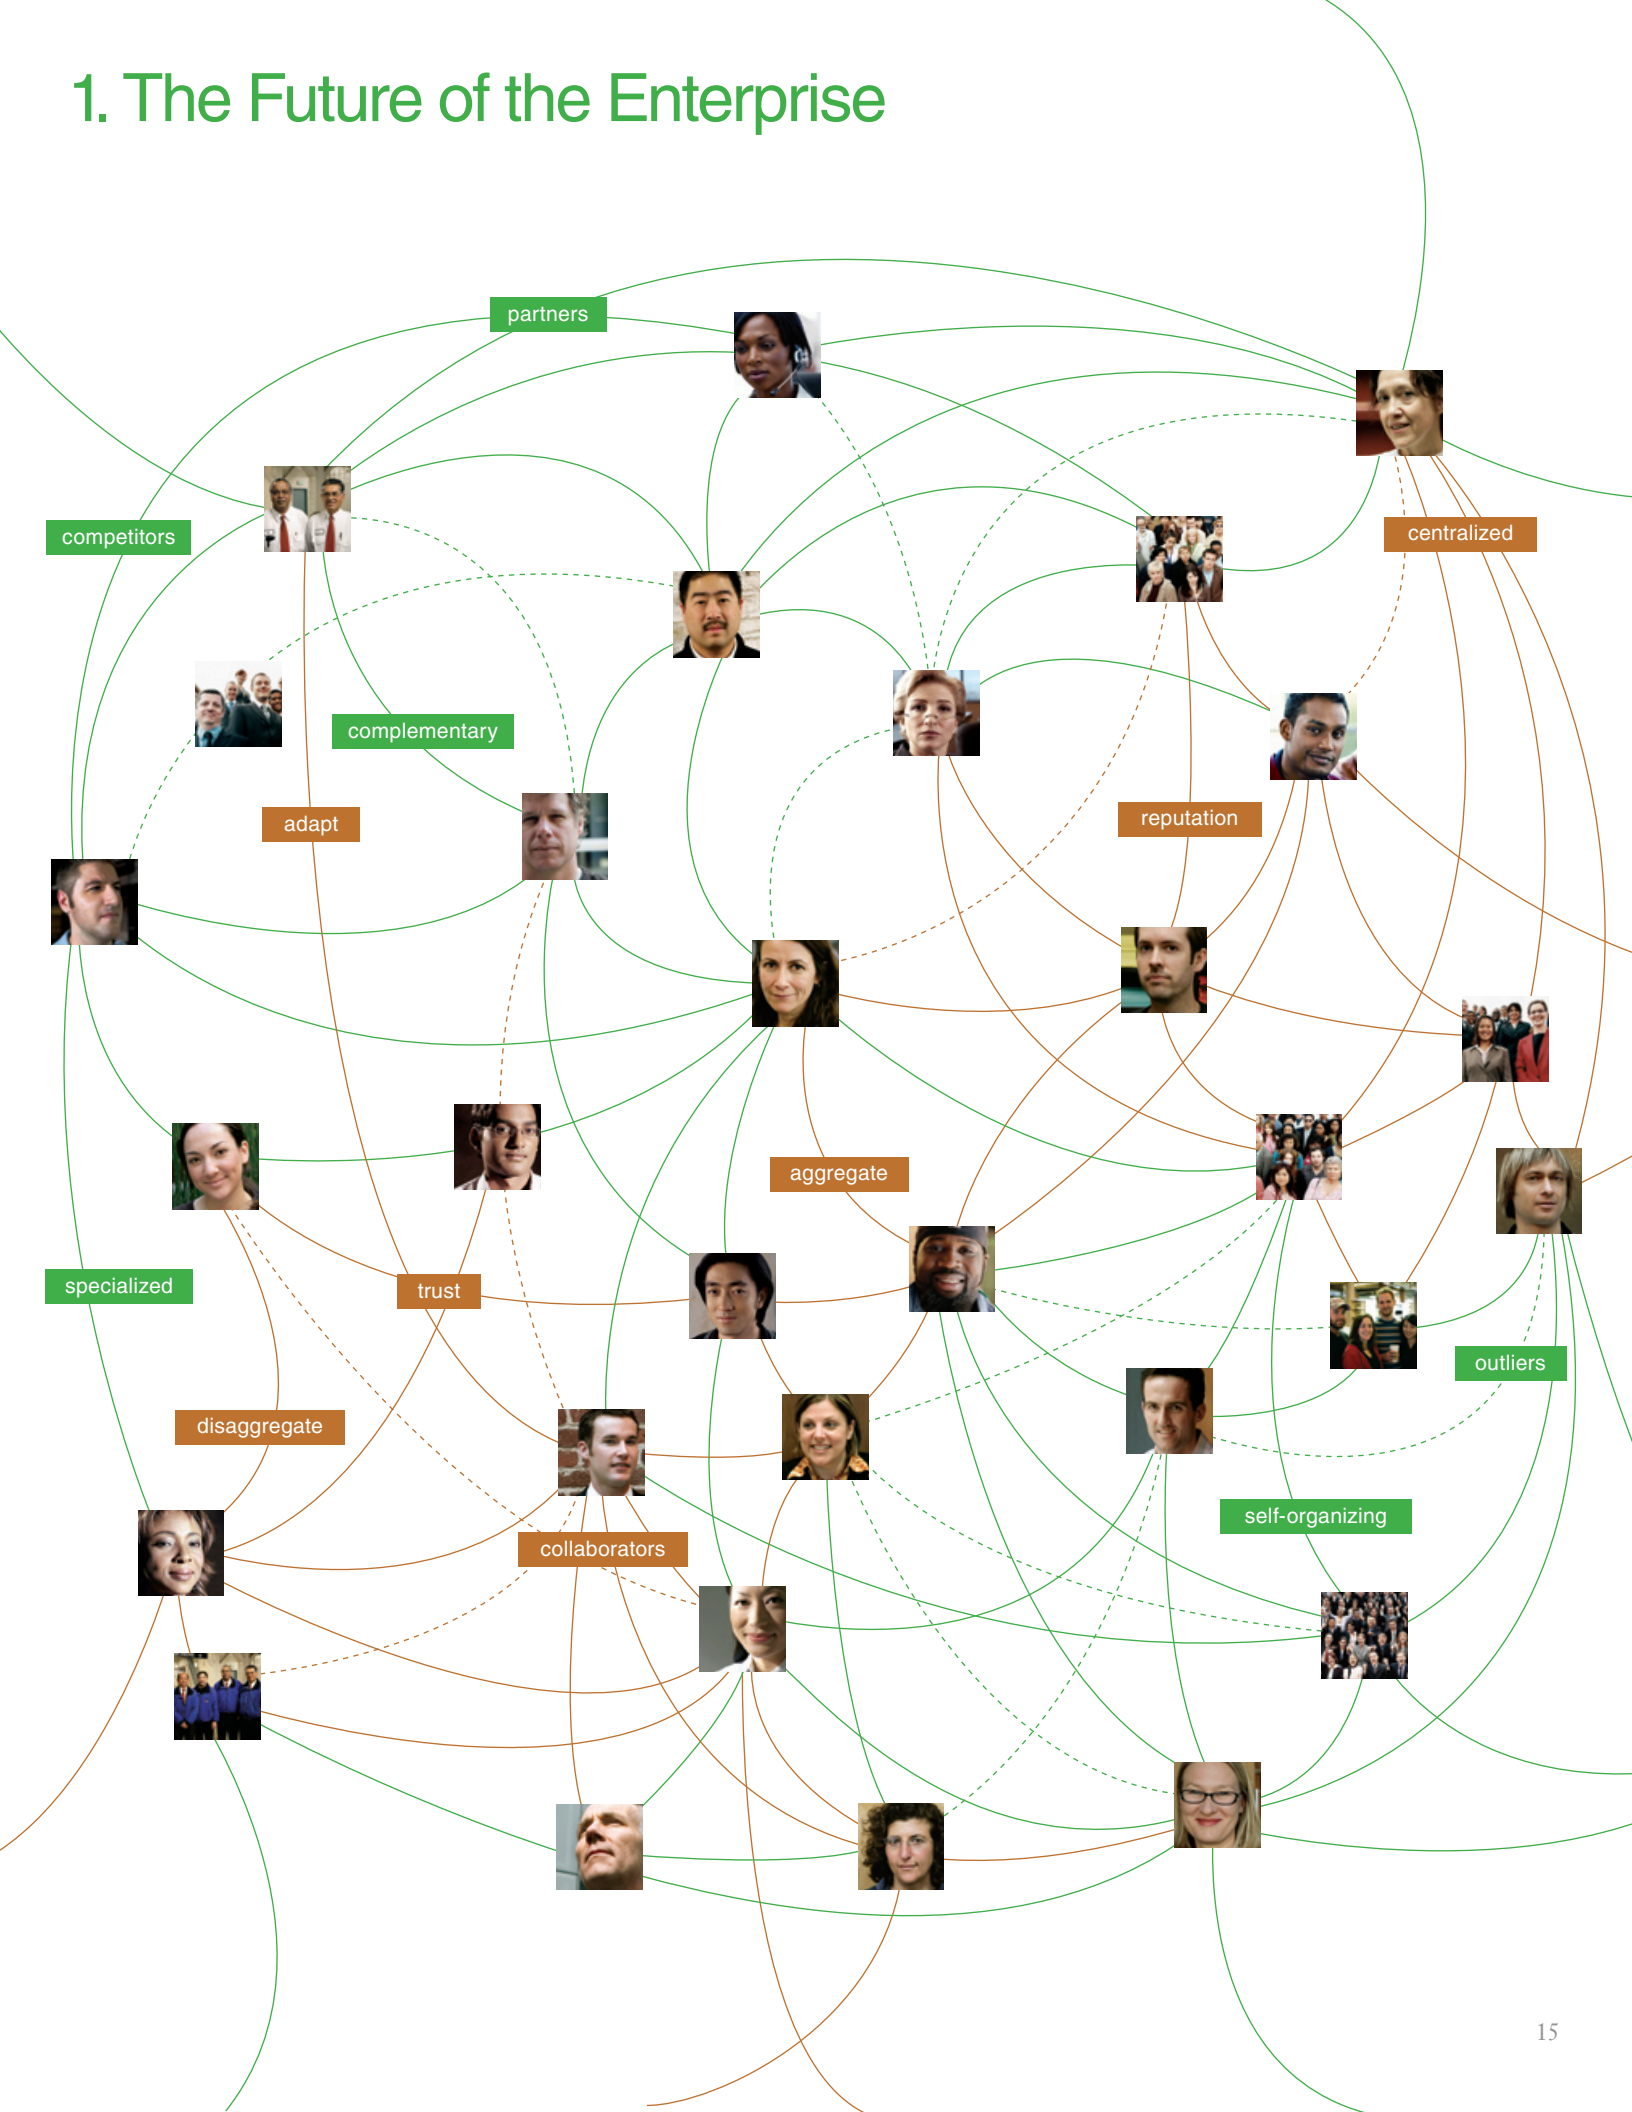 1. The Future of the Enterprise
partners
competitors
centralized
complementary
adapt
reputation
aggregate
specialized
trust
outliers
disaggregate
self-organizing
collaborators
15